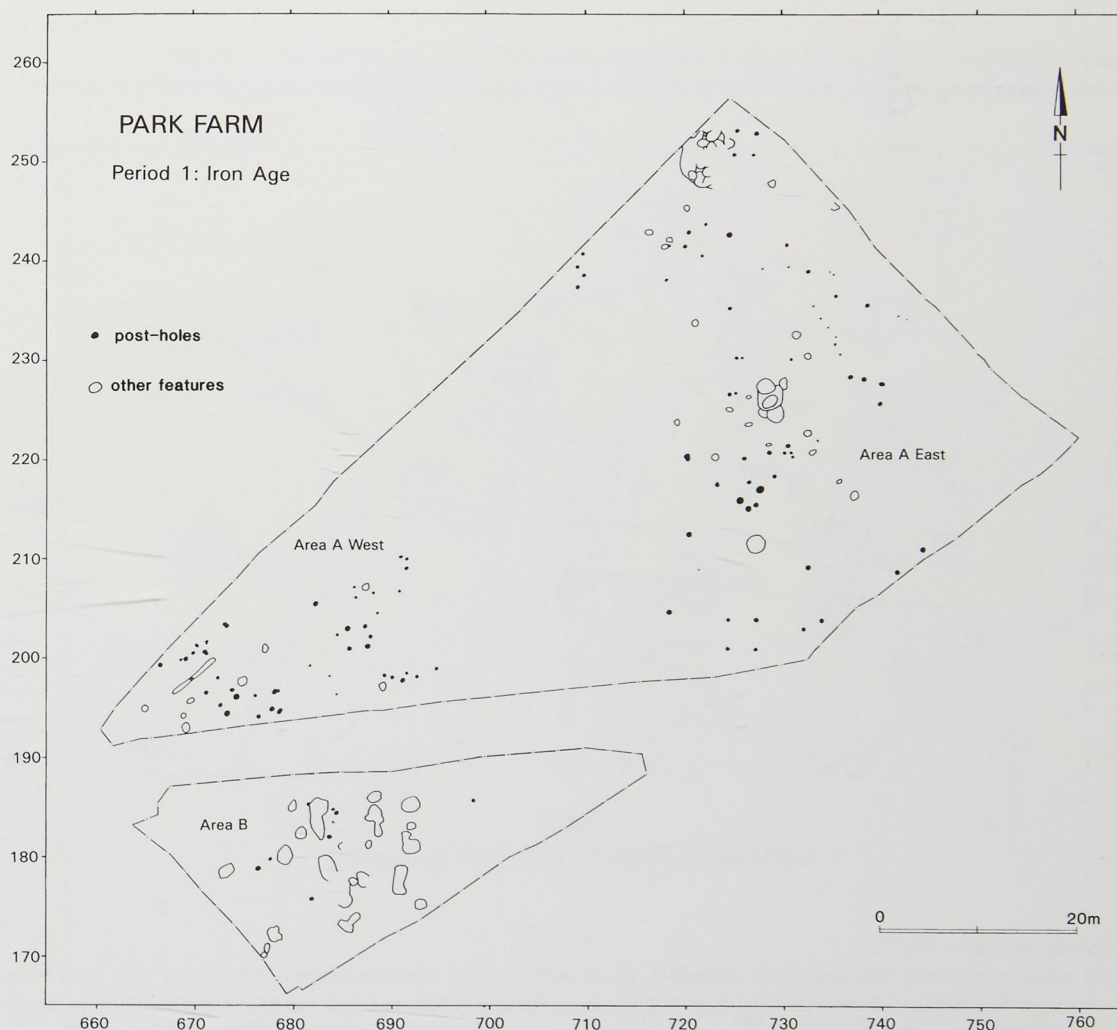 PARK FARM
Period 1: Iron Age
N
post-holes
other features
Area A East
Area A West
Area B
0 20m
260
250
240
230
220
210
200
190
180
170
660 670 680 690 700 710 720 730 740 750 760